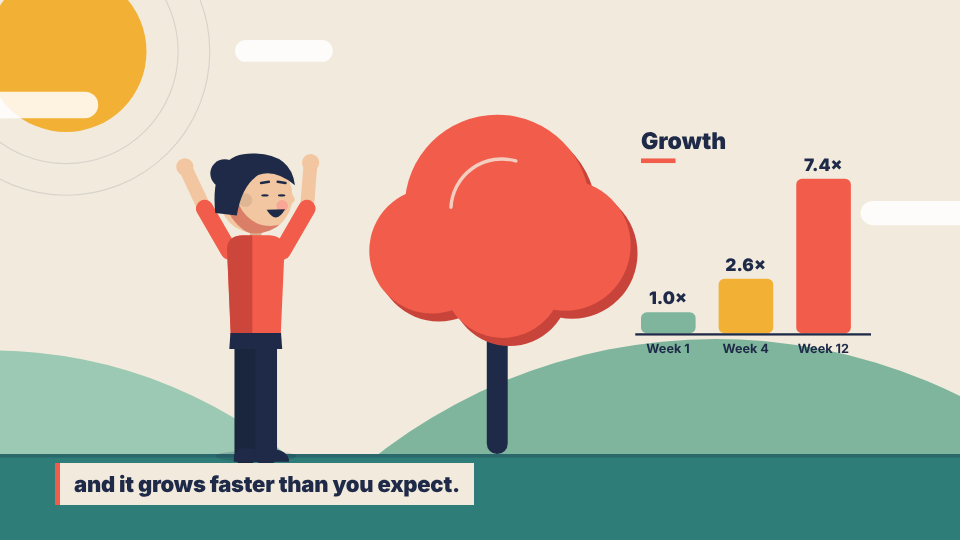 Growth
7.4×
2.6×
1.0×
Week 1
Week 4
Week 12
and it grows faster than you expect.